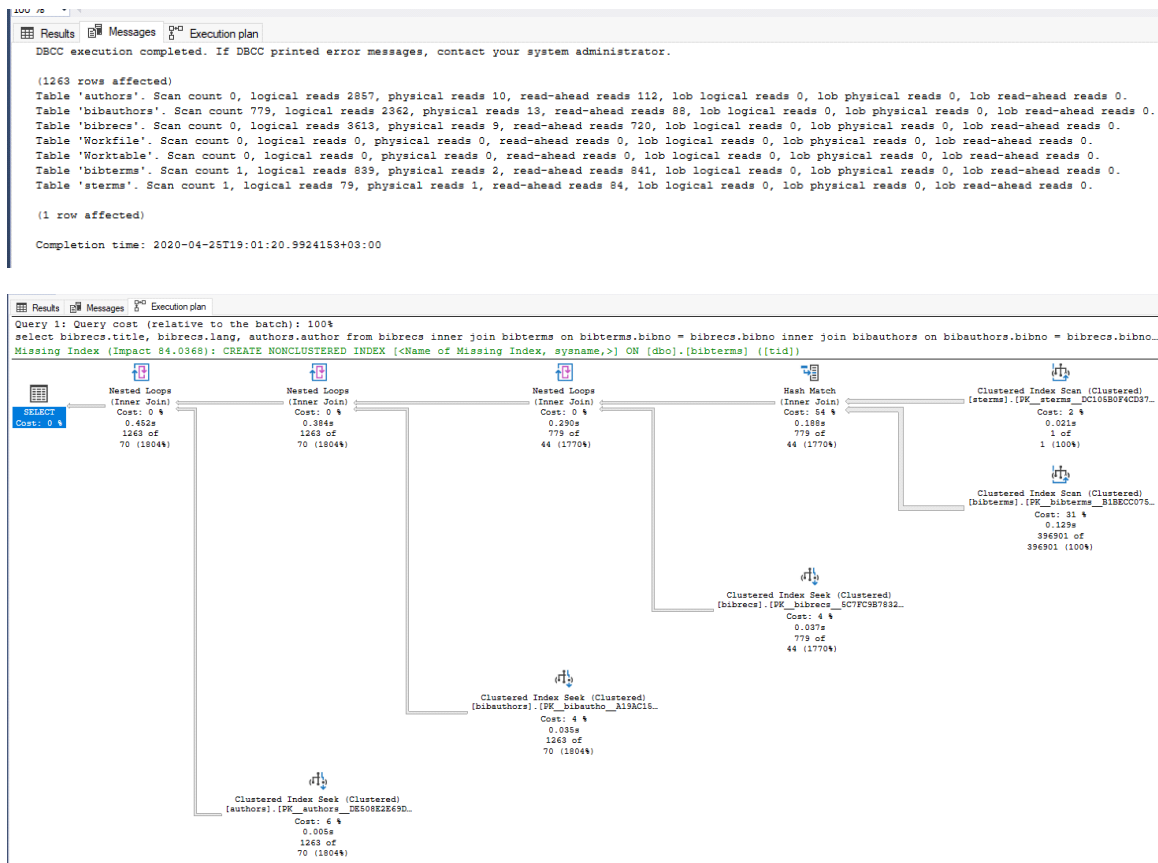 100 %
Results Messages Execution plan
DBCC execution completed. If DBCC printed error messages, contact your system administrator.
(1263 rows affected)
Table 'authors'. Scan count 0, logical reads 2857, physical reads 10, read-ahead reads 112, lob logical reads 0, lob physical reads 0, lob read-ahead reads 0.
Table 'bibauthors'. Scan count 779, logical reads 2362, physical reads 13, read-ahead reads 88, lob logical reads 0, lob physical reads 0, lob read-ahead reads 0.
Table 'bibrecs'. Scan count 0, logical reads 3613, physical reads 9, read-ahead reads 720, lob logical reads 0, lob physical reads 0, lob read-ahead reads 0.
Table 'Workfile'. Scan count 0, logical reads 0, physical reads 0, read-ahead reads 0, lob logical reads 0, lob physical reads 0, lob read-ahead reads 0.
Table 'Worktable'. Scan count 0, logical reads 0, physical reads 0, read-ahead reads 0, lob logical reads 0, lob physical reads 0, lob read-ahead reads 0.
Table 'bibterms'. Scan count 1, logical reads 839, physical reads 2, read-ahead reads 841, lob logical reads 0, lob physical reads 0, lob read-ahead reads 0.
Table 'sterms'. Scan count 1, logical reads 79, physical reads 1, read-ahead reads 84, lob logical reads 0, lob physical reads 0, lob read-ahead reads 0.
(1 row affected)
Completion time: 2020-04-25T19:01:20.9924153+03:00
Results Messages Execution plan
Query 1: Query cost (relative to the batch): 100%
select bibrecs.title, bibrecs.lang, authors.author from bibrecs inner join bibterms on bibterms.bibno = bibrecs.bibno inner join bibauthors on bibauthors.bibno = bibrecs.bibno…
Missing Index (Impact 84.0368): CREATE NONCLUSTERED INDEX [<Name of Missing Index, sysname,>] ON [dbo].[bibterms] ([tid])
SELECT
Cost: 0 %
Nested Loops
(Inner Join)
Cost: 0 %
0.452s
1263 of
70 (1804%)
Nested Loops
(Inner Join)
Cost: 0 %
0.384s
1263 of
70 (1804%)
Nested Loops
(Inner Join)
Cost: 0 %
0.290s
779 of
44 (1770%)
Hash Match
(Inner Join)
Cost: 54 %
0.188s
779 of
44 (1770%)
Clustered Index Scan (Clustered)
[sterms].[PK__sterms__DC105B0F4CD37…
Cost: 2 %
0.021s
1 of
1 (100%)
Clustered Index Scan (Clustered)
[bibterms].[PK__bibterms__B1BECC075…
Cost: 31 %
0.129s
396901 of
396901 (100%)
Clustered Index Seek (Clustered)
[bibrecs].[PK__bibrecs__5C7FC9B7832…
Cost: 4 %
0.037s
779 of
44 (1770%)
Clustered Index Seek (Clustered)
[bibauthors].[PK__bibautho__A19AC15…
Cost: 4 %
0.035s
1263 of
70 (1804%)
Clustered Index Seek (Clustered)
[authors].[PK__authors__DE508E2E69D…
Cost: 6 %
0.005s
1263 of
70 (1804%)